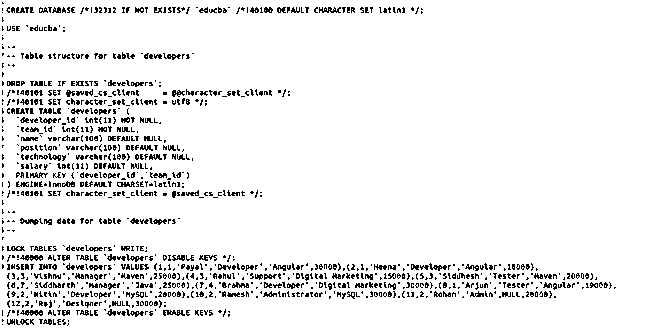 CREATE DATABASE /*!32312 IF NOT EXISTS*/ `educba` /*!40100 DEFAULT CHARACTER SET latin1 */;
USE `educba`;
--
-- Table structure for table `developers`
--
DROP TABLE IF EXISTS `developers`;
/*!40101 SET @saved_cs_client     = @@character_set_client */;
/*!40101 SET character_set_client = utf8 */;
CREATE TABLE `developers` (
  `developer_id` int(11) NOT NULL,
  `team_id` int(11) NOT NULL,
  `name` varchar(100) DEFAULT NULL,
  `position` varchar(100) DEFAULT NULL,
  `technology` varchar(100) DEFAULT NULL,
  `salary` int(11) DEFAULT NULL,
  PRIMARY KEY (`developer_id`,`team_id`)
) ENGINE=InnoDB DEFAULT CHARSET=latin1;
/*!40101 SET character_set_client = @saved_cs_client */;
--
-- Dumping data for table `developers`
--
LOCK TABLES `developers` WRITE;
/*!40000 ALTER TABLE `developers` DISABLE KEYS */;
INSERT INTO `developers` VALUES (1,1,'Payal','Developer','Angular',30000),(2,1,'Heena','Developer','Angular',10000),
(3,3,'Vishnu','Manager','Maven',25000),(4,3,'Rahul','Support','Digital Marketing',15000),(5,3,'Siddhesh','Tester','Maven',20000),
(6,7,'Siddharth','Manager','Java',25000),(7,4,'Brahma','Developer','Digital Marketing',30000),(8,1,'Arjun','Tester','Angular',19000),
(9,2,'Nitin','Developer','MySQL',20000),(10,2,'Ramesh','Administrator','MySQL',30000),(11,2,'Rohan','Admin',NULL,20000),
(12,2,'Raj','Designer',NULL,30000);
/*!40000 ALTER TABLE `developers` ENABLE KEYS */;
UNLOCK TABLES;